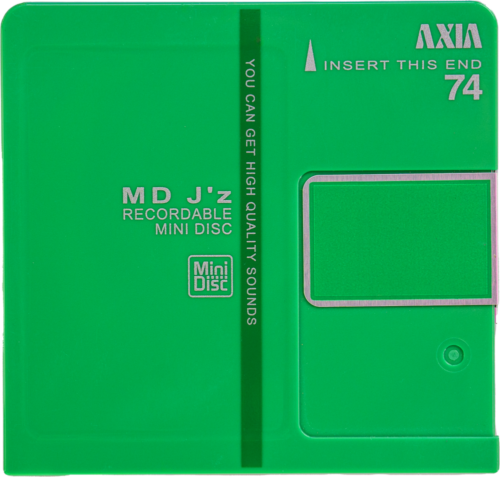 AXIA
INSERT THIS END
74
YOU CAN GET HIGH QUALITY SOUNDS
MD J'z
RECORDABLE
MINI DISC
Mini
Disc